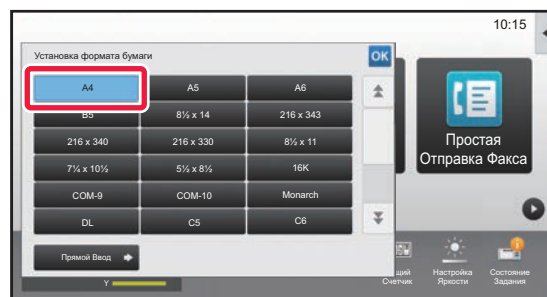 10:15
Установка формата бумаги
OK
A4 A5 A6
B5 8½ x 14 216 x 343
216 x 340 216 x 330 8½ x 11
7¼ x 10½ 5½ x 8½ 16K
COM-9 COM-10 Monarch
DL C5 C6
Прямой Ввод
Простая
Отправка Факса
щий
Счетчик
Настройка
Яркости
Состояние
Задания
Y